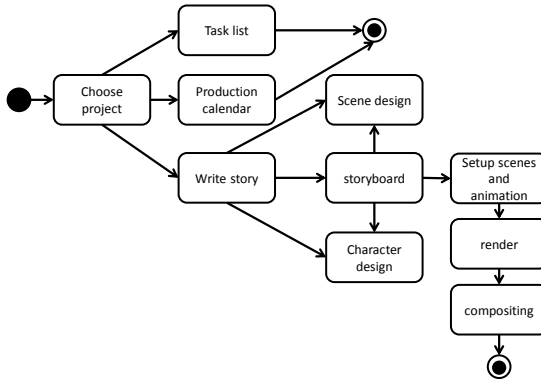 Task list
Choose
project
Production
calendar
Scene design
Write story
storyboard
Setup scenes
and
animation
Character
design
render
compositing